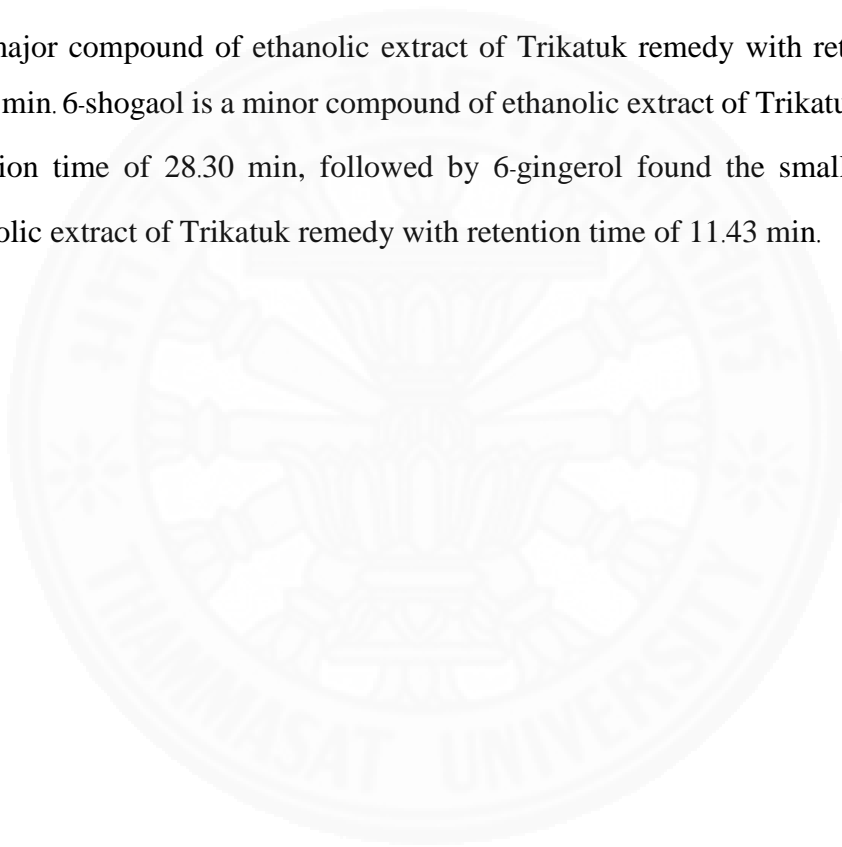 major compound of ethanolic extract of Trikatuk remedy with
min. 6-shogaol is a minor compound of ethanolic extract of
time of 28.30 min, followed by 6-gingerol found the
extract of Trikatuk remedy with retention time of 11.43 min.
THAMMASAT UNIVERSITY